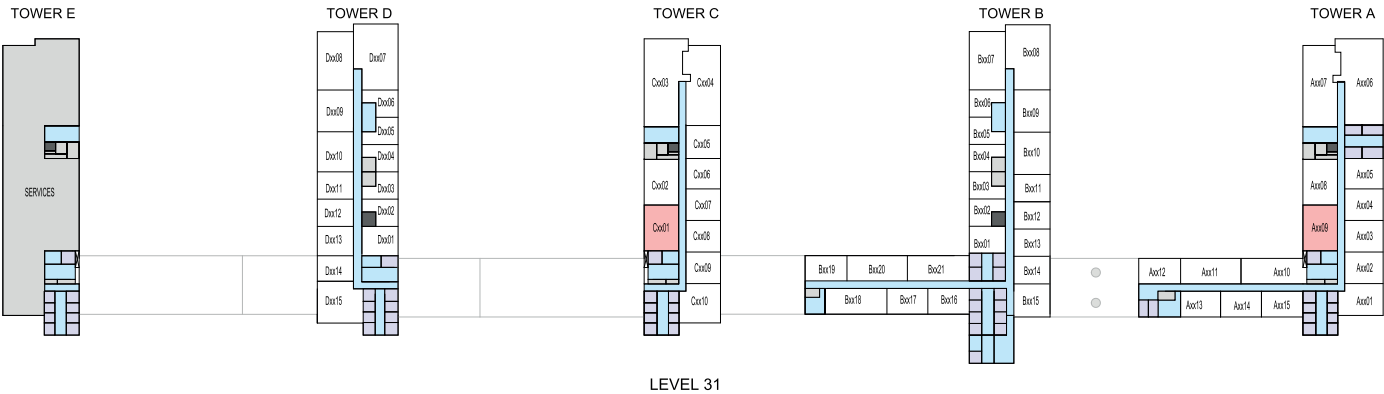 TOWER E
TOWER D
TOWER C
TOWER B
TOWER A
SERVICES
Dxx08
Dxx07
Dxx09
Dxx06
Dxx05
Dxx10
Dxx04
Dxx11
Dxx03
Dxx12
Dxx02
Dxx13
Dxx01
Dxx14
Dxx15
Cxx03
Cxx04
Cxx05
Cxx02
Cxx06
Cxx07
Cxx01
Cxx08
Cxx09
Cxx10
Bxx07
Bxx08
Bxx06
Bxx09
Bxx05
Bxx04
Bxx10
Bxx03
Bxx11
Bxx02
Bxx12
Bxx01
Bxx13
Bxx19
Bxx20
Bxx21
Bxx14
Bxx18
Bxx17
Bxx16
Bxx15
Axx07
Axx06
Axx08
Axx05
Axx04
Axx09
Axx03
Axx12
Axx11
Axx10
Axx02
Axx13
Axx14
Axx15
Axx01
LEVEL 31